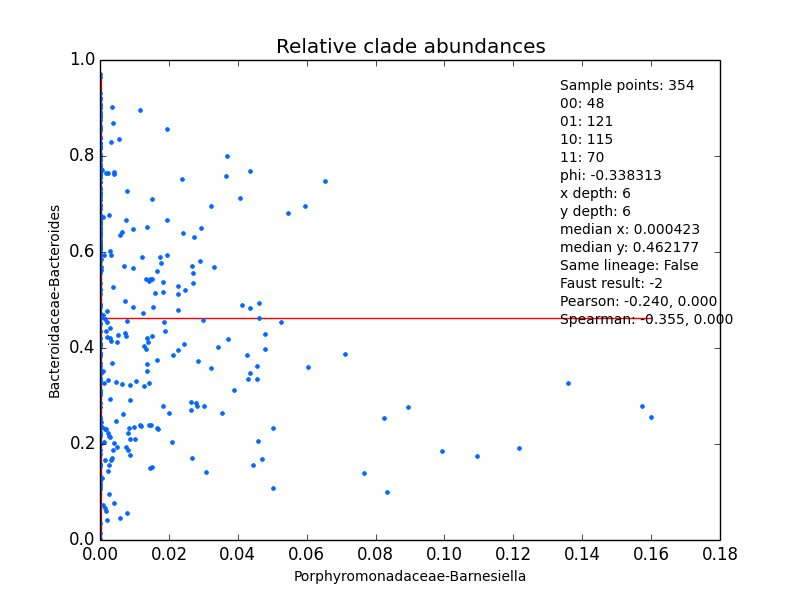 Relative clade abundances
1.0
0.8
0.6
0.4
0.2
0.0
Bacteroidaceae-Bacteroides
Sample points: 354
00: 48
01: 121
10: 115
11: 70
phi: -0.338313
x depth: 6
y depth: 6
median x: 0.000423
median y: 0.462177
Same lineage: False
Faust result: -2
Pearson: -0.240, 0.000
Spearman: -0.355, 0.000
0.00 0.02 0.04 0.06 0.08 0.10 0.12 0.14 0.16 0.18
Porphyromonadaceae-Barnesiella